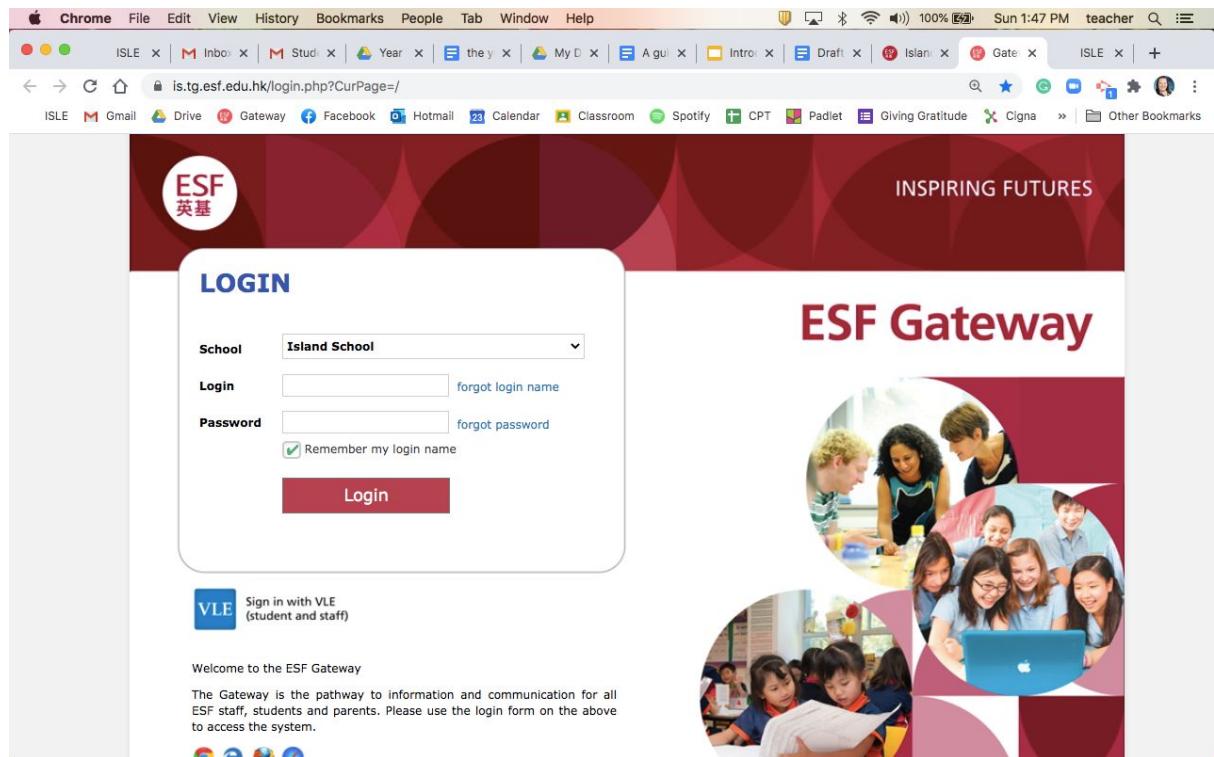 Chrome File Edit View History Bookmarks People Tab Window Help 100% Sun 1:47 PM teacher
ISLE Inbo Stud Year the y My D A gui Introd Draft Islan Gate ISLE
is.tg.esf.edu.hk/login.php?CurPage=/
ISLE Gmail Drive Gateway Facebook Hotmail 23 Calendar Classroom Spotify CPT Padlet Giving Gratitude Cigna » Other Bookmarks
ESF
英基
INSPIRING FUTURES
LOGIN
ESF Gateway
School Island School
Login forgot login name
Password forgot password
Remember my login name
Login
VLE
Sign in with VLE
(student and staff)
Welcome to the ESF Gateway
The Gateway is the pathway to information and communication for all
ESF staff, students and parents. Please use the login form on the above
to access the system.